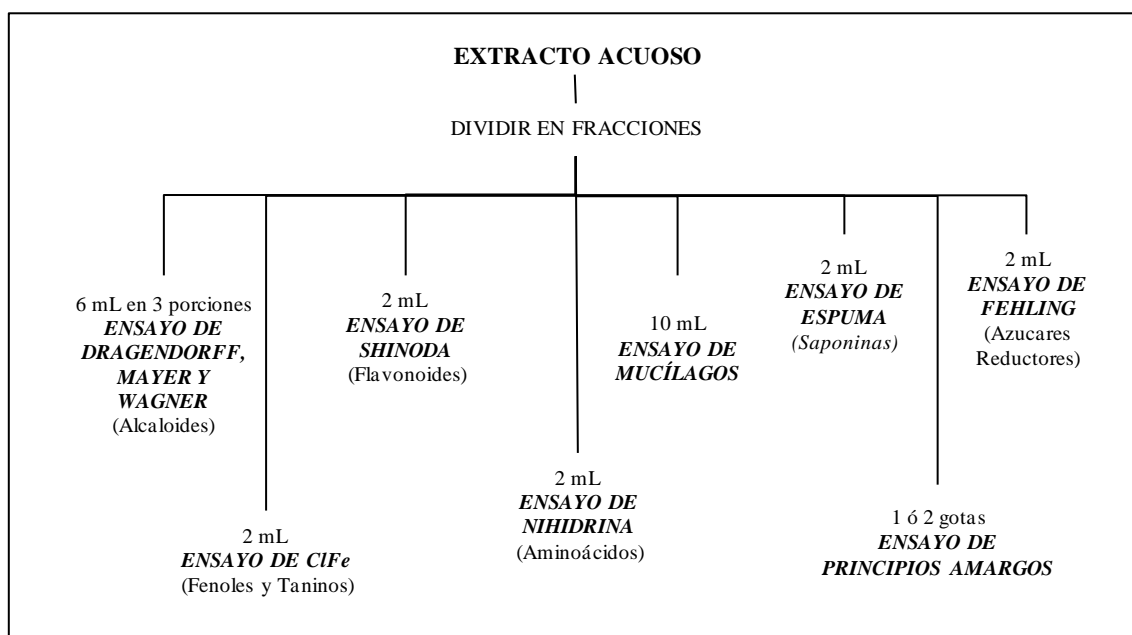 EXTRACTO ACUOSO
DIVIDIR EN FRACCIONES
6 mL en 3 porciones
ENSAYO DE
DRAGENDORFF,
MAYER Y
WAGNER
(Alcaloides)
2 mL
ENSAYO DE ClFe
(Fenoles y Taninos)
2 mL
ENSAYO DE
SHINODA
(Flavonoides)
2 mL
ENSAYO DE
NIHIDRINA
(Aminoácidos)
10 mL
ENSAYO DE
MUCÍLAGOS
2 mL
ENSAYO DE
ESPUMA
(Saponinas)
1 ó 2 gotas
ENSAYO DE
PRINCIPIOS AMARGOS
2 mL
ENSAYO DE
FEHLING
(Azucares
Reductores)